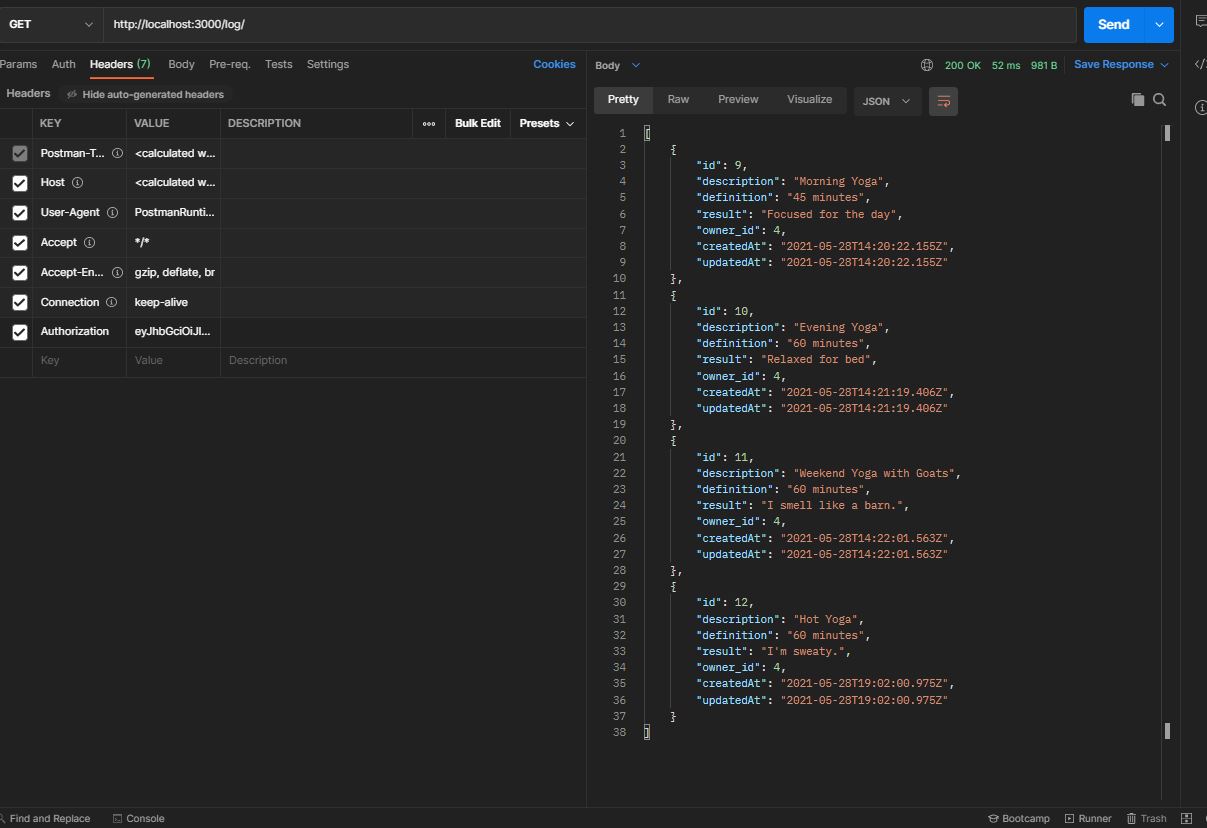 GET http://localhost:3000/log/ Send
Params Auth Headers (7) Body Pre-req. Tests Settings Cookies
Headers Hide auto-generated headers
KEY VALUE DESCRIPTION ooo Bulk Edit Presets
Postman-T... <calculated w...
Host <calculated w...
User-Agent PostmanRunti...
Accept */*
Accept-En... gzip, deflate, br
Connection keep-alive
Authorization eyJhbGciOiJI...
Key Value Description
Body 200 OK 52 ms 981 B Save Response
Pretty Raw Preview Visualize JSON
1 [
2 {
3 "id": 9,
4 "description": "Morning Yoga",
5 "definition": "45 minutes",
6 "result": "Focused for the day",
7 "owner_id": 4,
8 "createdAt": "2021-05-28T14:20:22.155Z",
9 "updatedAt": "2021-05-28T14:20:22.155Z"
10 },
11 {
12 "id": 10,
13 "description": "Evening Yoga",
14 "definition": "60 minutes",
15 "result": "Relaxed for bed",
16 "owner_id": 4,
17 "createdAt": "2021-05-28T14:21:19.406Z",
18 "updatedAt": "2021-05-28T14:21:19.406Z"
19 },
20 {
21 "id": 11,
22 "description": "Weekend Yoga with Goats",
23 "definition": "60 minutes",
24 "result": "I smell like a barn.",
25 "owner_id": 4,
26 "createdAt": "2021-05-28T14:22:01.563Z",
27 "updatedAt": "2021-05-28T14:22:01.563Z"
28 },
29 {
30 "id": 12,
31 "description": "Hot Yoga",
32 "definition": "60 minutes",
33 "result": "I'm sweaty.",
34 "owner_id": 4,
35 "createdAt": "2021-05-28T19:02:00.975Z",
36 "updatedAt": "2021-05-28T19:02:00.975Z"
37 }
38 ]
Find and Replace Console Bootcamp Runner Trash